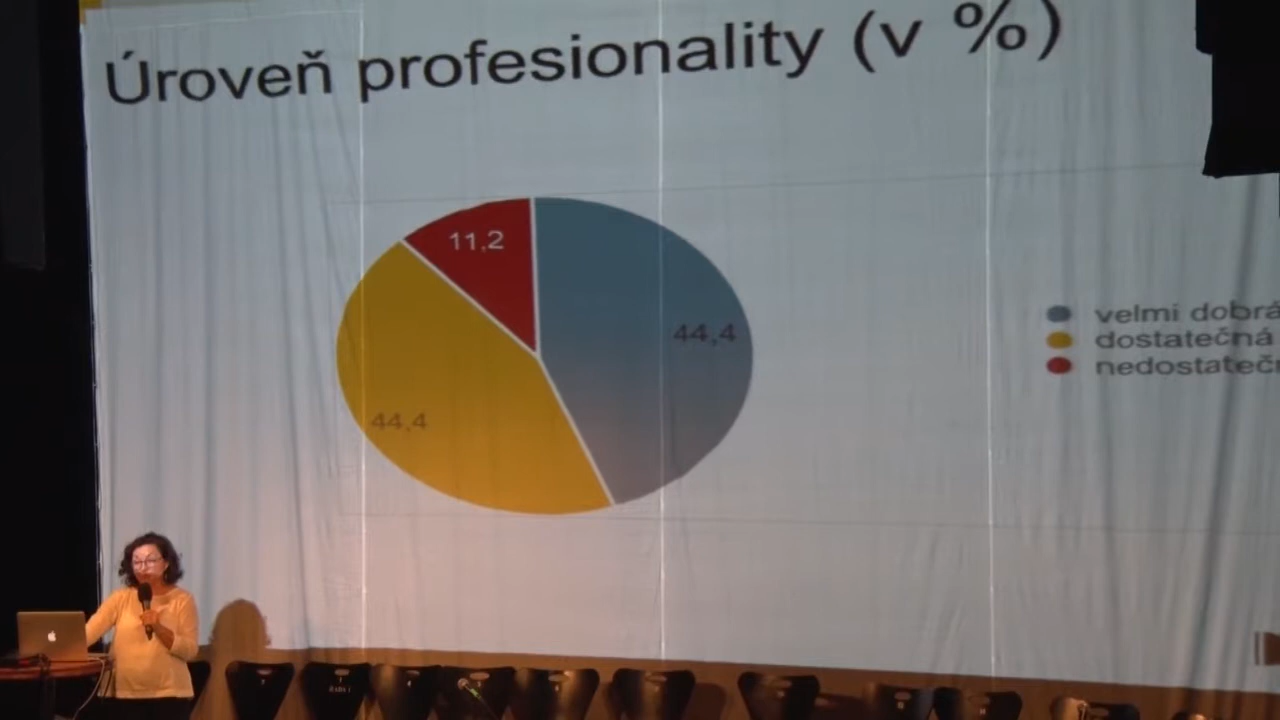 Úroveň profesionality (v %)
11,2
44,4
44,4
velmi dobrá
dostatečná